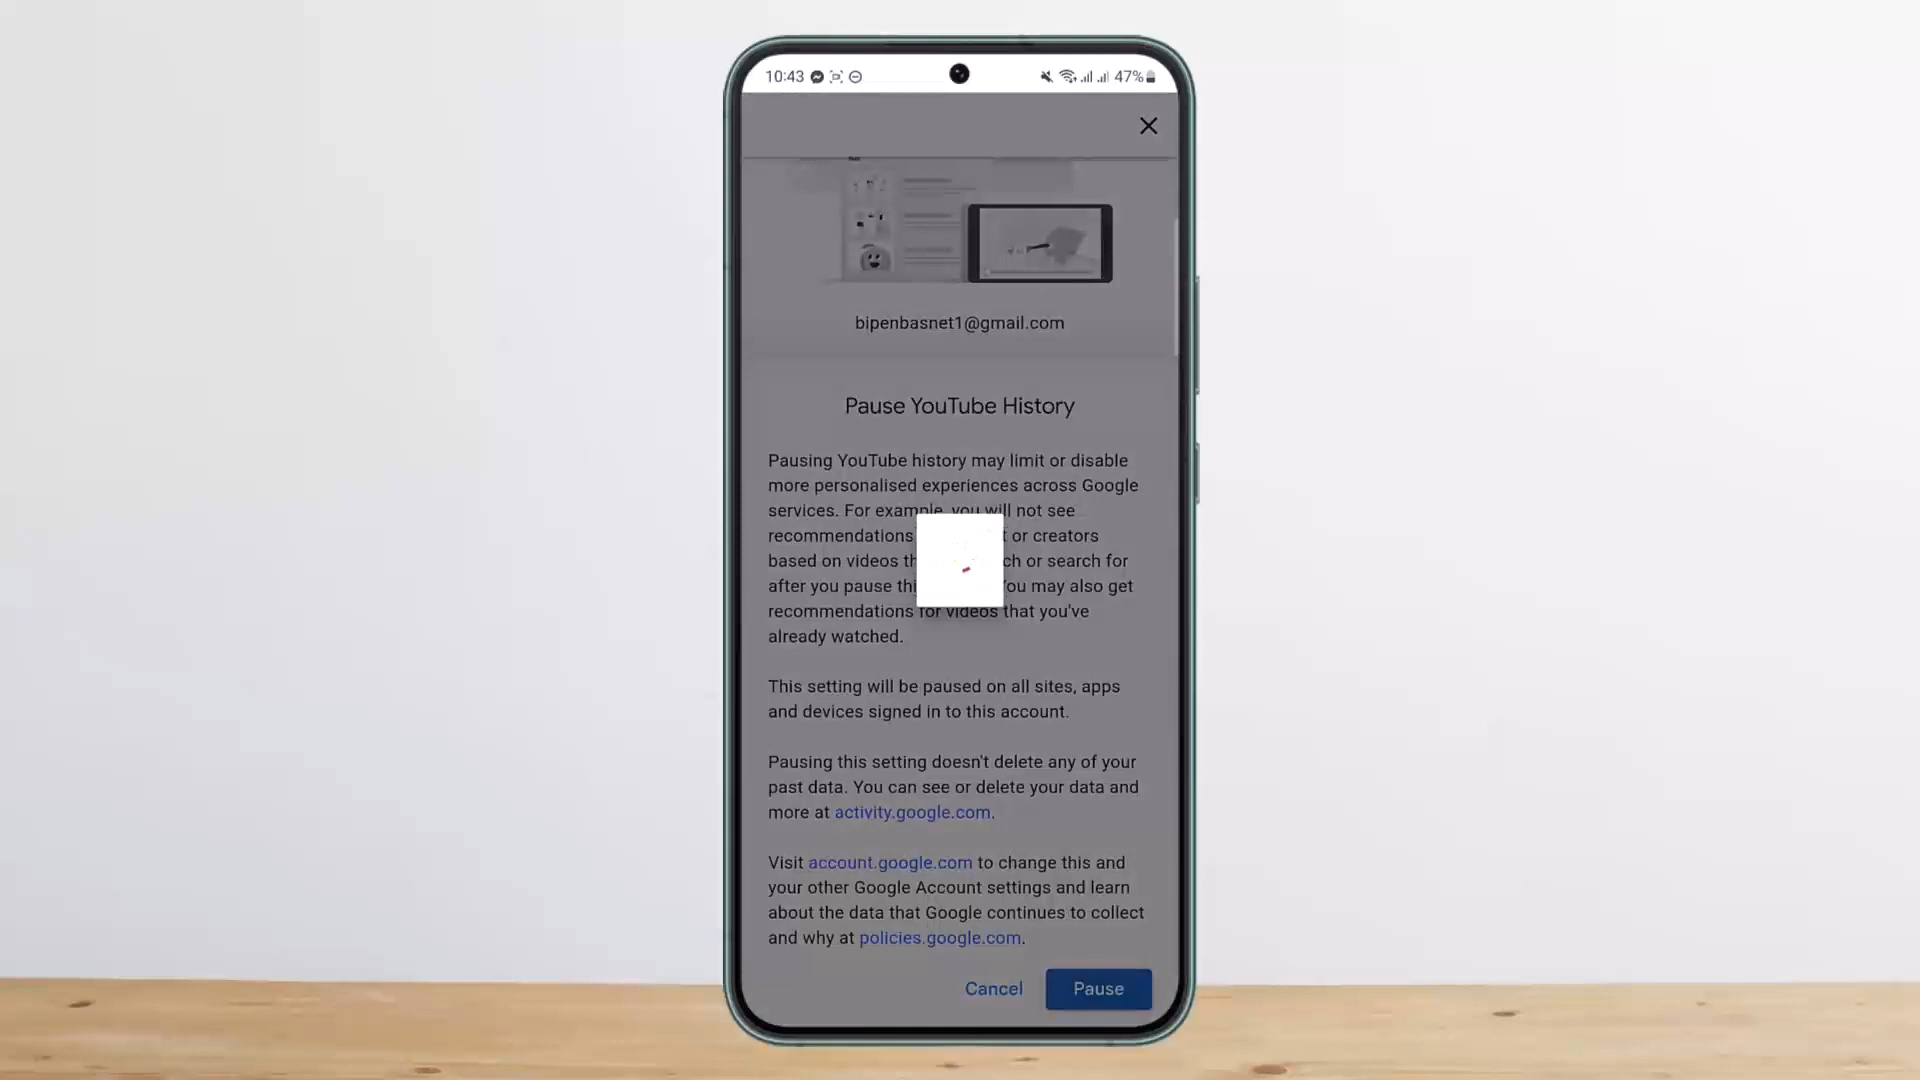 10:43
47%
bipenbasnet1@gmail.com
Pause YouTube History
Pausing YouTube history may limit or disable
more personalised experiences across Google
services. For example, you will not see
recommendations or creators
based on videos or search for
after you pause may also get
recommendations for videos that you've
already watched.
This setting will be paused on all sites, apps
and devices signed in to this account.
Pausing this setting doesn't delete any of your
past data. You can see or delete your data and
more at activity.google.com.
Visit account.google.com to change this and
your other Google Account settings and learn
about the data that Google continues to collect
and why at policies.google.com.
Cancel
Pause